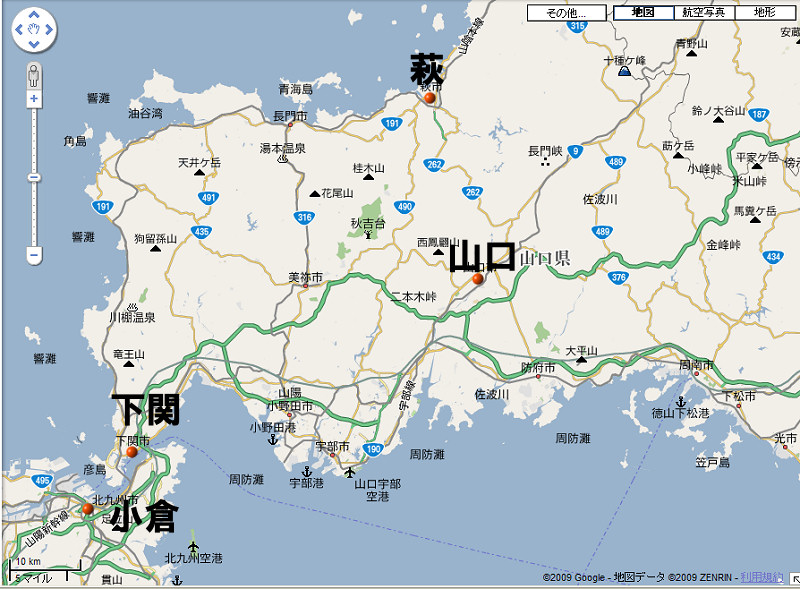 その他...
地図
航空写真
地形
山陰本線
315
安蔵
青野山
十種ケ峰
萩
萩市
青海島
響灘
油谷湾
長門市
角島
191
鈴ノ大谷山
187
長門峡
9
湯本温泉
489
莇ケ岳
平家ケ岳
小峰峠
米山峠
天井ケ岳
桂木山
262
262
花尾山
491
191
316
490
佐波川
馬糞ケ岳
秋吉台
435
狗留孫山
489
響灘
西鳳翩山
山口
山口県
金峰峠
434
376
美祢市
二本木峠
川棚温泉
響灘
竜王山
大平山
防府市
周南市
山陽
小野田市
宇部線
佐波川
下松市
徳山下松港
下関
下関市
小野田港
宇部市
190
周防灘
光市
周防灘
笠戸島
彦島
495
周防灘
宇部港
山口宇部
空港
北九州市
小倉
足立
山陽新幹線
北九州空港
10 km
5 マイル
貫山
©2009 Google - 地図データ ©2009 ZENRIN - 利用規約